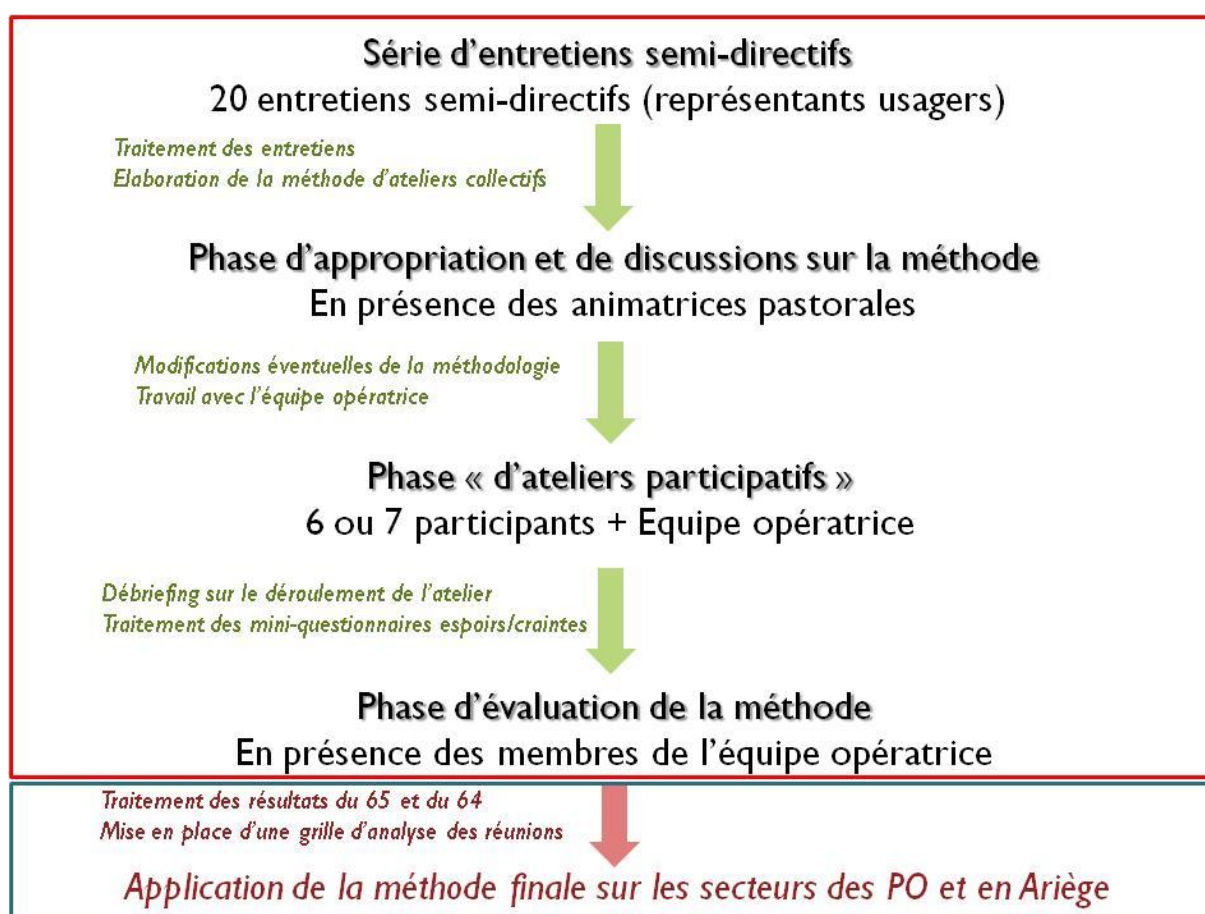 Série d'entretiens semi-directifs
20 entretiens semi-directifs (représentants usagers)
Traitement des entretiens
Elaboration de la méthode d'ateliers collectifs
Phase d'appropriation et de discussions sur la méthode
En présence des animatrices pastorales
Modifications éventuelles de la méthodologie
Travail avec l'équipe opératrice
Phase « d'ateliers participatifs »
6 ou 7 participants + Equipe opératrice
Débriefing sur le déroulement de l'atelier
Traitement des mini-questionnaires espoirs/craintes
Phase d'évaluation de la méthode
En présence des membres de l'équipe opératrice
Traitement des résultats du 65 et du 64
Mise en place d'une grille d'analyse des réunions
Application de la méthode finale sur les secteurs des PO et en Ariège